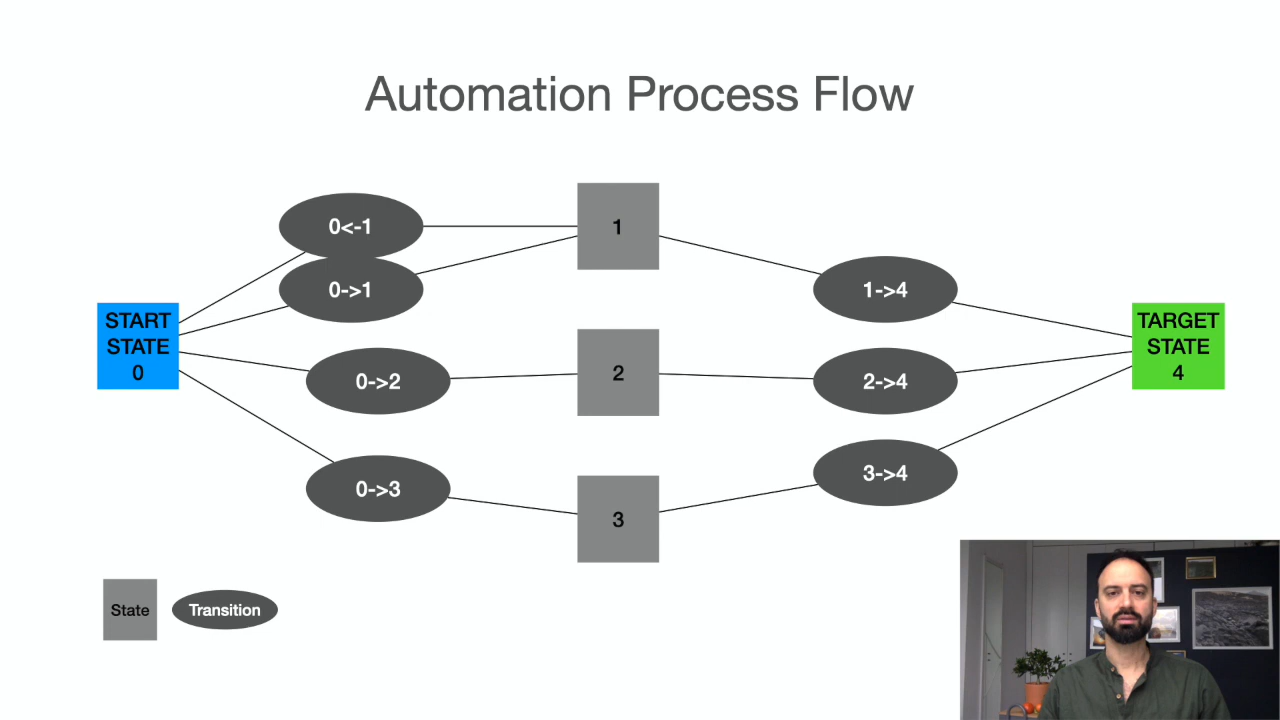 Automation Process Flow
0<-1
1
0->1
1->4
START
STATE
0
TARGET
STATE
4
0->2
2
2->4
0->3
3
3->4
State
Transition